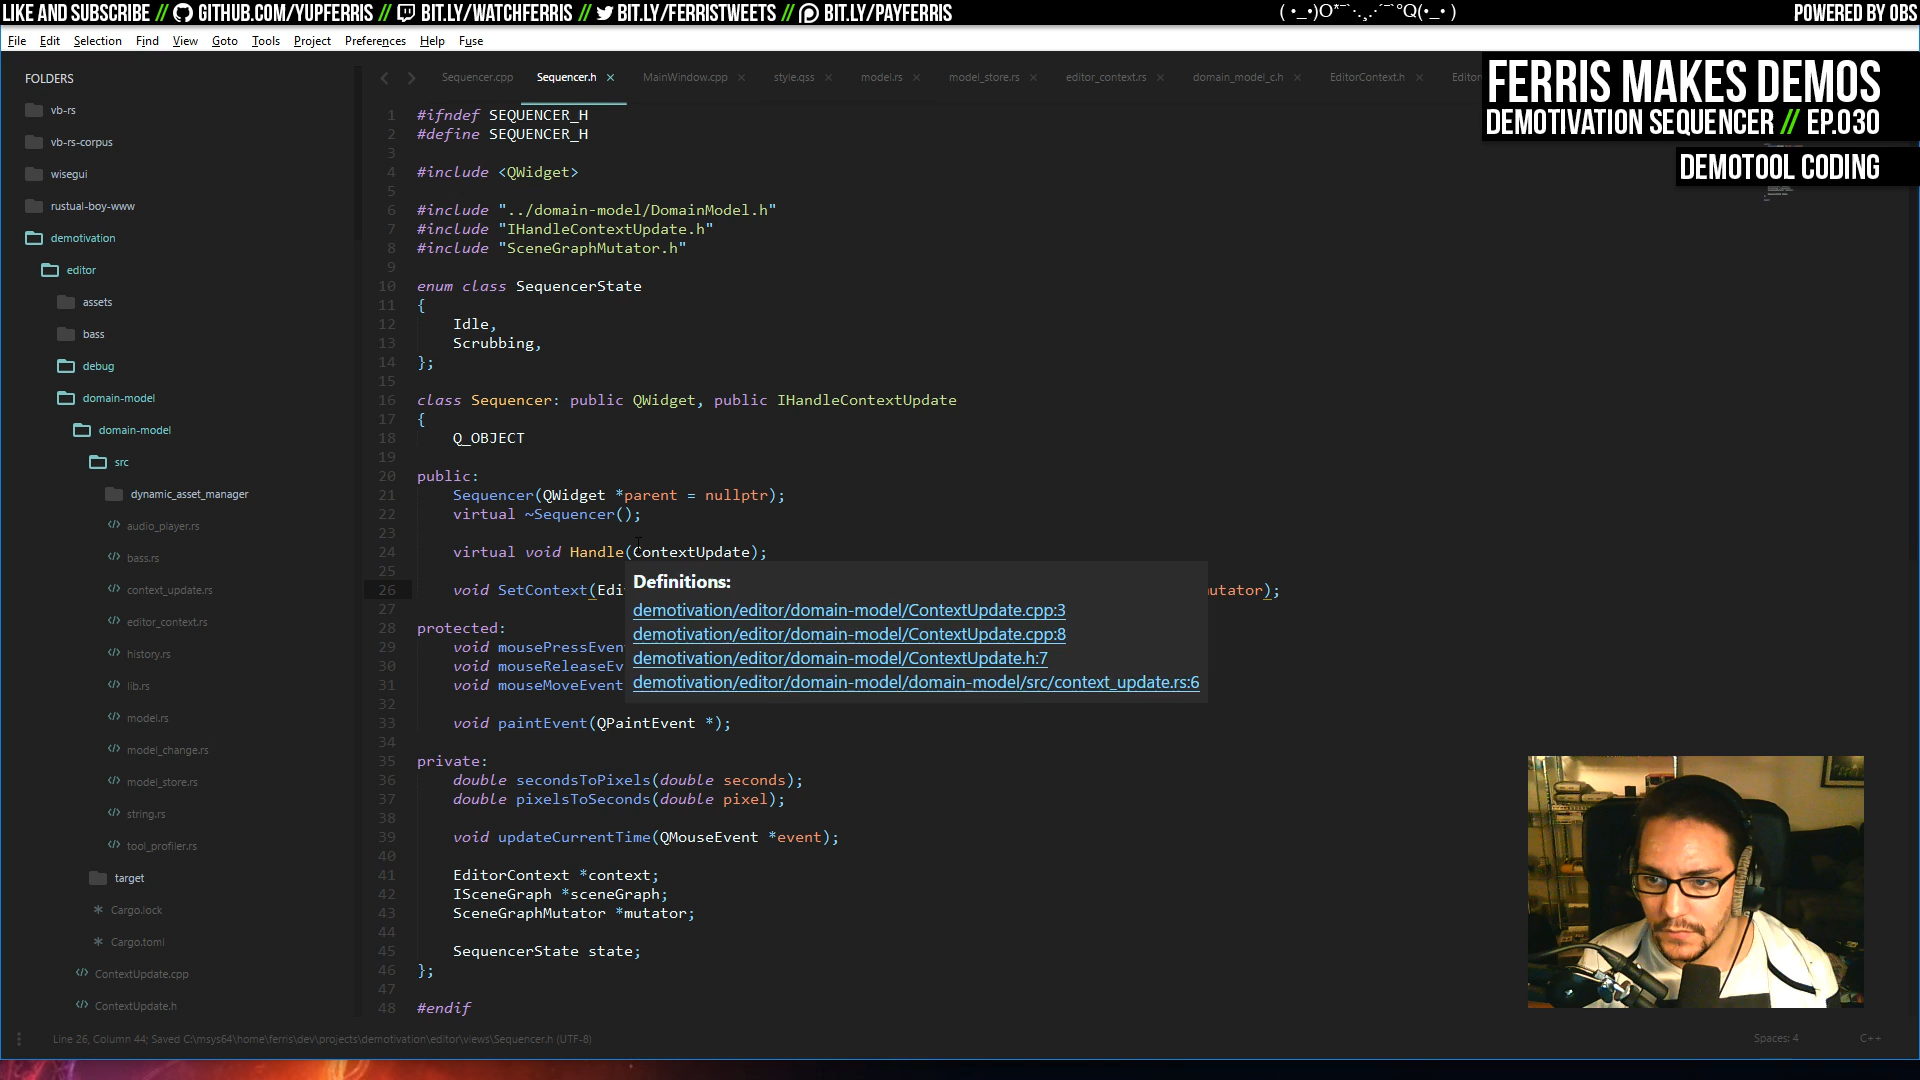 LIKE AND SUBSCRIBE // GITHUB.COM/YUPFERRIS // BIT.LY/WATCHFERRIS // BIT.LY/FERRISTWEETS // BIT.LY/PAYFERRIS
POWERED BY OBS
File Edit Selection Find View Goto Tools Project Preferences Help Fuse
FERRIS MAKES DEMOS
DEMOTIVATION SEQUENCER // EP.030
DEMOTOOL CODING
FOLDERS
vb-rs
vb-rs-corpus
wisegui
rustual-boy-www
demotivation
editor
assets
bass
debug
domain-model
domain-model
src
dynamic_asset_manager
audio_player.rs
bass.rs
context_update.rs
editor_context.rs
history.rs
lib.rs
model.rs
model_change.rs
model_store.rs
string.rs
tool_profiler.rs
target
Cargo.lock
Cargo.toml
ContextUpdate.cpp
ContextUpdate.h
Sequencer.cpp Sequencer.h MainWindow.cpp style.qss model.rs model_store.rs editor_context.rs domain_model_c.h EditorContext.h Editor
1 #ifndef SEQUENCER_H
2 #define SEQUENCER_H
3
4 #include <QWidget>
5
6 #include "../domain-model/DomainModel.h"
7 #include "IHandleContextUpdate.h"
8 #include "SceneGraphMutator.h"
9
10 enum class SequencerState
11 {
12 Idle,
13 Scrubbing,
14 };
15
16 class Sequencer: public QWidget, public IHandleContextUpdate
17 {
18 Q_OBJECT
19
20 public:
21 Sequencer(QWidget *parent = nullptr);
22 virtual ~Sequencer();
23
24 virtual void Handle(ContextUpdate);
25
26 void SetContext(Edi utator);
27
28 protected:
29 void mousePressEven
30 void mouseReleaseEv
31 void mouseMoveEvent
32
33 void paintEvent(QPaintEvent *);
34
35 private:
36 double secondsToPixels(double seconds);
37 double pixelsToSeconds(double pixel);
38
39 void updateCurrentTime(QMouseEvent *event);
40
41 EditorContext *context;
42 ISceneGraph *sceneGraph;
43 SceneGraphMutator *mutator;
44
45 SequencerState state;
46 };
47
48 #endif
Definitions:
demotivation/editor/domain-model/ContextUpdate.cpp:3
demotivation/editor/domain-model/ContextUpdate.cpp:8
demotivation/editor/domain-model/ContextUpdate.h:7
demotivation/editor/domain-model/domain-model/src/context_update.rs:6
Line 26, Column 44; Saved C:\msys64\home\ferris\dev\projects\demotivation\editor\views\Sequencer.h (UTF-8)
Spaces: 4
C++